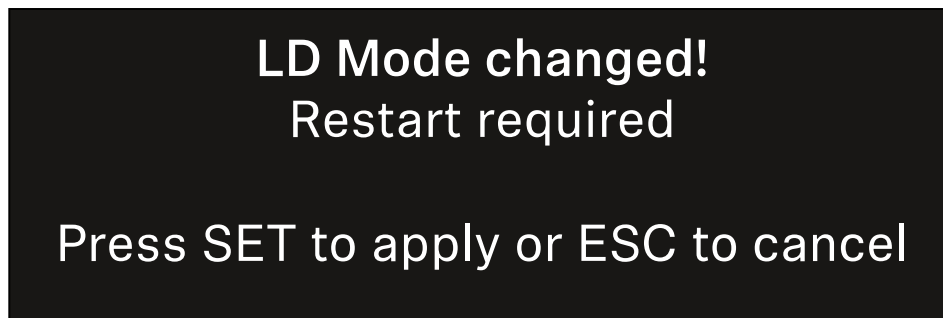 LD Mode changed!
Restart required
Press SET to apply or ESC to cancel